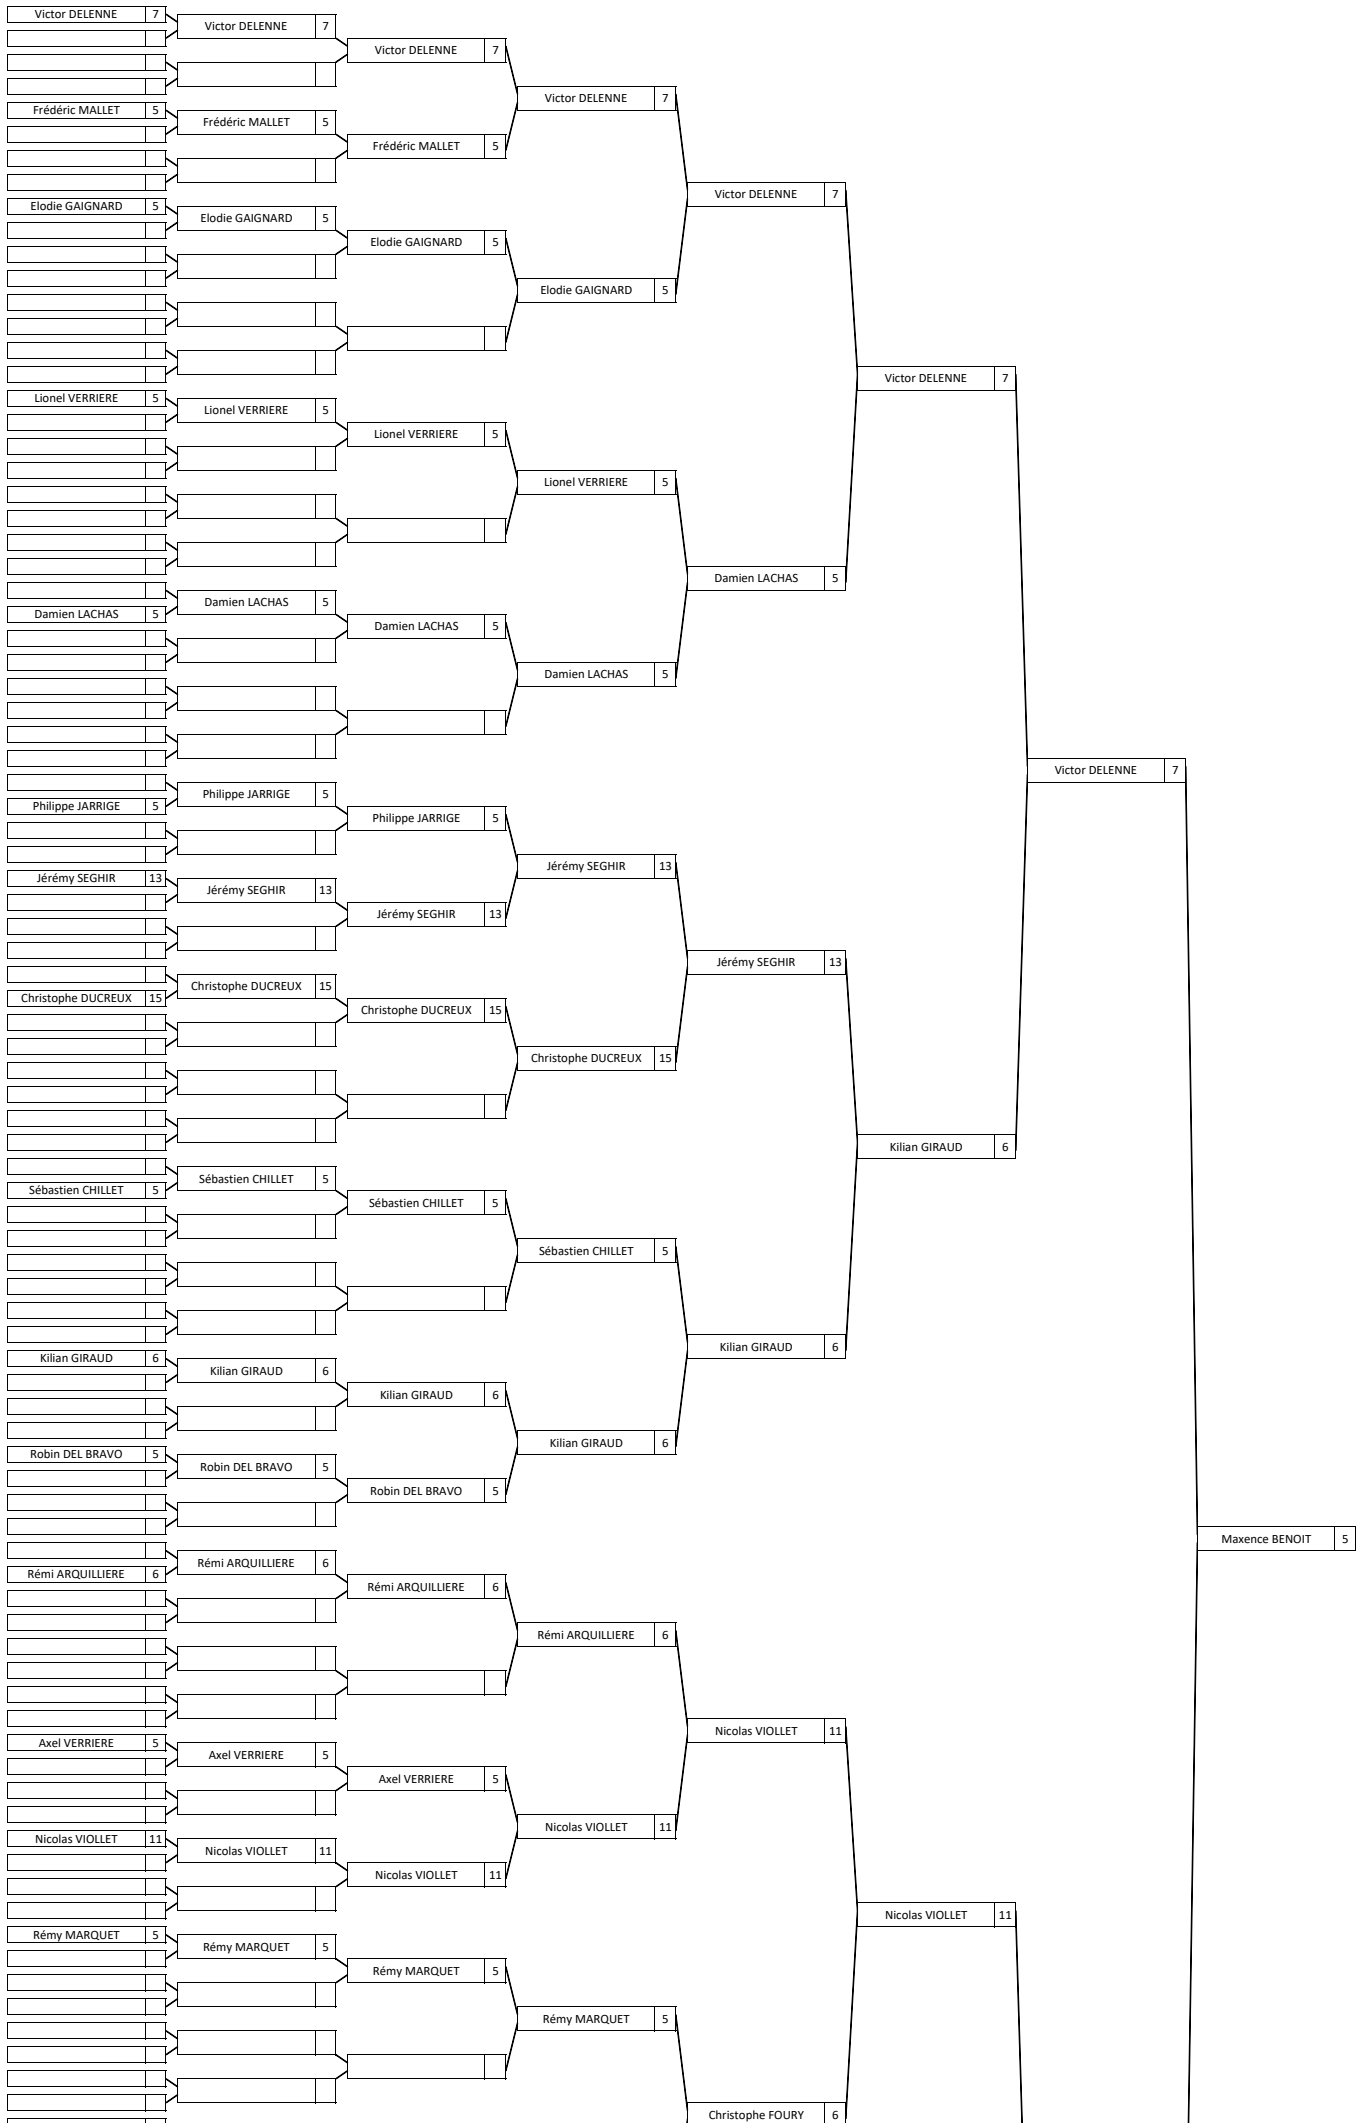 Victor DELENNE 7
Victor DELENNE 7
Victor DELENNE 7
Victor DELENNE 7
Frédéric MALLET 5
Frédéric MALLET 5
Frédéric MALLET 5
Victor DELENNE 7
Elodie GAIGNARD 5
Elodie GAIGNARD 5
Elodie GAIGNARD 5
Elodie GAIGNARD 5
Victor DELENNE 7
Lionel VERRIERE 5
Lionel VERRIERE 5
Lionel VERRIERE 5
Lionel VERRIERE 5
Damien LACHAS 5
Damien LACHAS 5
Damien LACHAS 5
Damien LACHAS 5
Damien LACHAS 5
Victor DELENNE 7
Philippe JARRIGE 5
Philippe JARRIGE 5
Philippe JARRIGE 5
Jérémy SEGHIR 13
Jérémy SEGHIR 13
Jérémy SEGHIR 13
Jérémy SEGHIR 13
Jérémy SEGHIR 13
Christophe DUCREUX 15
Christophe DUCREUX 15
Christophe DUCREUX 15
Christophe DUCREUX 15
Kilian GIRAUD 6
Sébastien CHILLET 5
Sébastien CHILLET 5
Sébastien CHILLET 5
Sébastien CHILLET 5
Kilian GIRAUD 6
Kilian GIRAUD 6
Kilian GIRAUD 6
Kilian GIRAUD 6
Kilian GIRAUD 6
Robin DEL BRAVO 5
Robin DEL BRAVO 5
Robin DEL BRAVO 5
Maxence BENOIT 5
Rémi ARQUILLIERE 6
Rémi ARQUILLIERE 6
Rémi ARQUILLIERE 6
Rémi ARQUILLIERE 6
Nicolas VIOLLET 11
Axel VERRIERE 5
Axel VERRIERE 5
Axel VERRIERE 5
Nicolas VIOLLET 11
Nicolas VIOLLET 11
Nicolas VIOLLET 11
Nicolas VIOLLET 11
Nicolas VIOLLET 11
Rémy MARQUET 5
Rémy MARQUET 5
Rémy MARQUET 5
Rémy MARQUET 5
Christophe FOURY 6